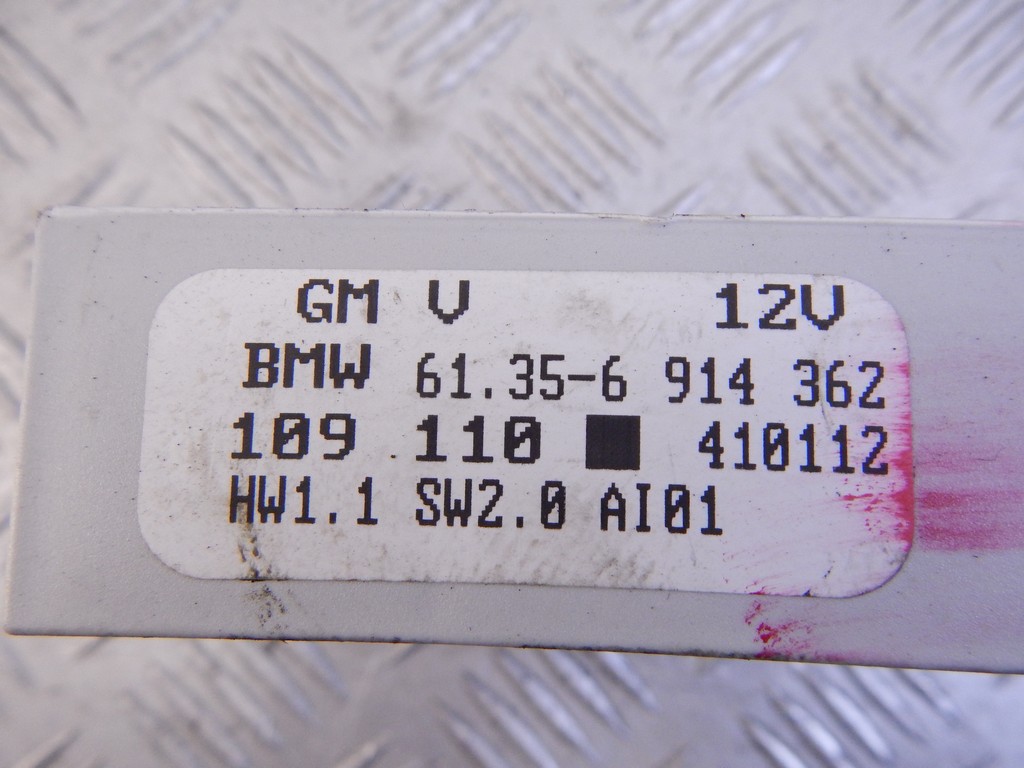 GM V 12V
BMW 61.35-6 914 362
109 110 410112
HW1.1 SW2.0 AI01